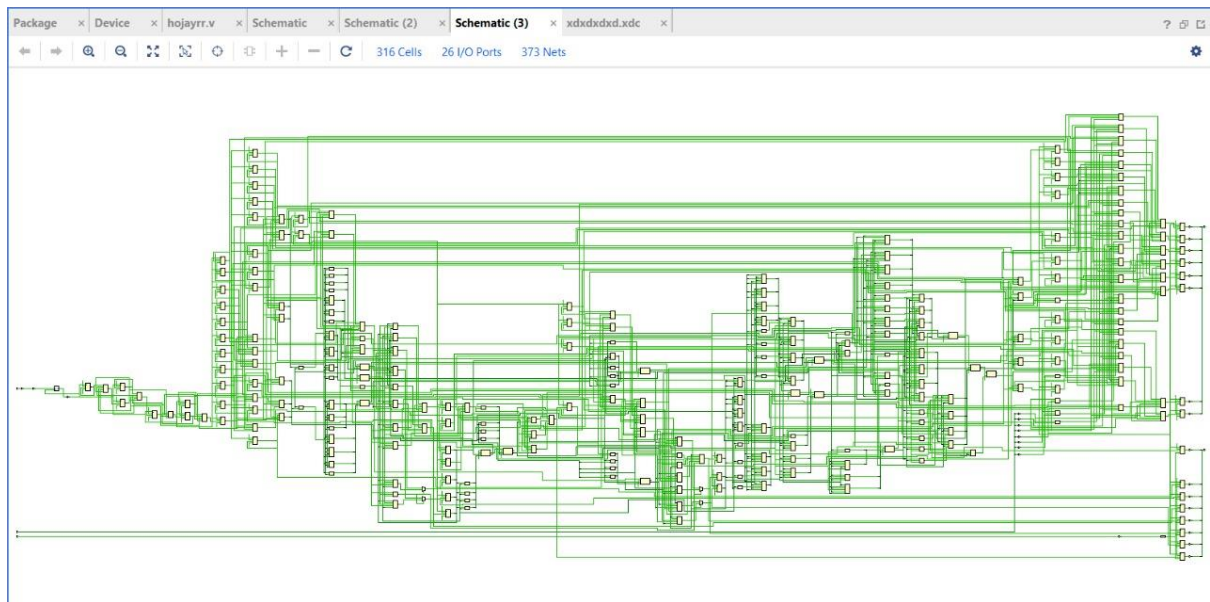 Package × Device × hojayrr.v × Schematic × Schematic (2) × Schematic (3) × xdxdxdxd.xdc × ?
316 Cells 26 I/O Ports 373 Nets